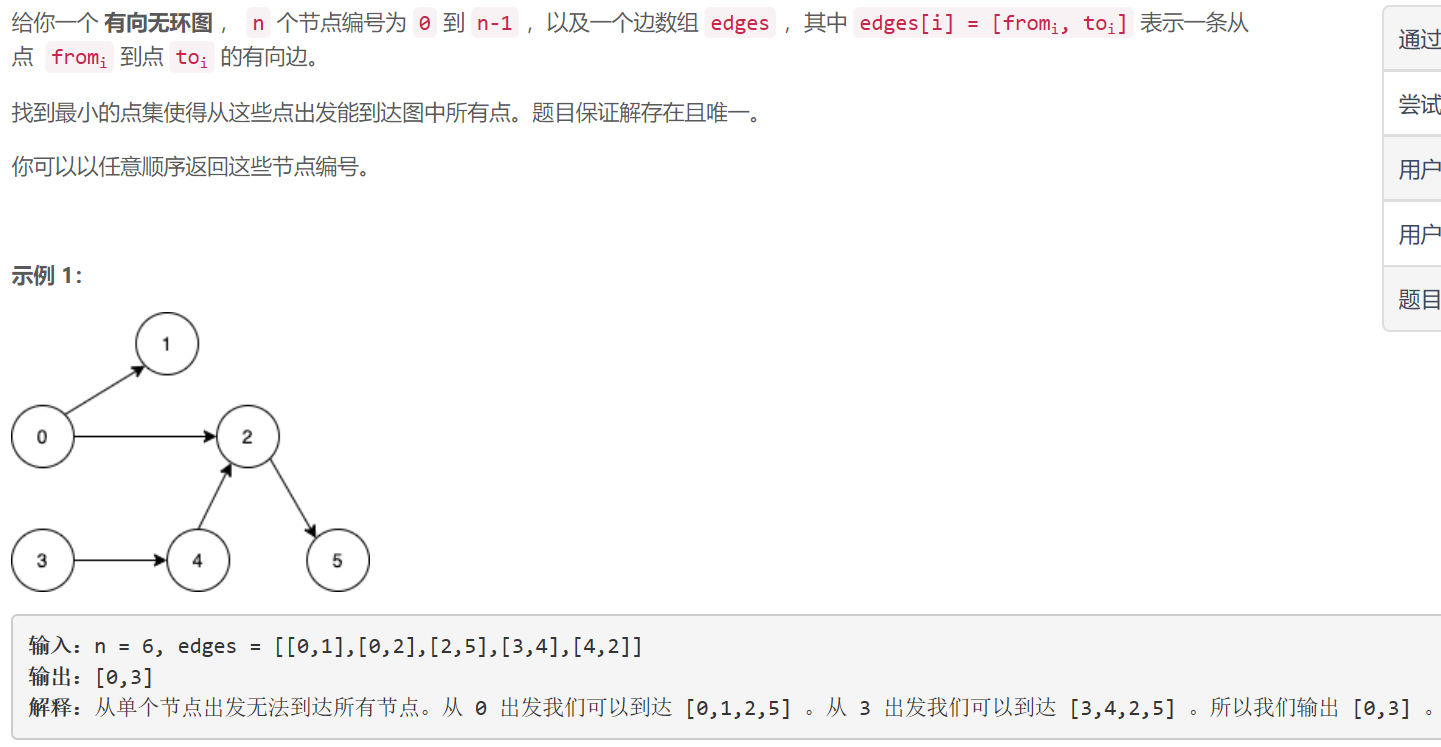 给你一个 有向无环图 ， n 个节点编号为 0 到 n-1 ，以及一个边数组 edges ，其中 edges[i] = [fromi, toi] 表示一条从
点 fromi 到点 toi 的有向边。
找到最小的点集使得从这些点出发能到达图中所有点。题目保证解存在且唯一。
你可以以任意顺序返回这些节点编号。
示例 1：
1
0
2
3
4
5
输入：n = 6, edges = [[0,1],[0,2],[2,5],[3,4],[4,2]]
输出：[0,3]
解释：从单个节点出发无法到达所有节点。从 0 出发我们可以到达 [0,1,2,5] 。从 3 出发我们可以到达 [3,4,2,5] 。所以我们输出 [0,3] 。
通过
尝试
用户
用户
题目